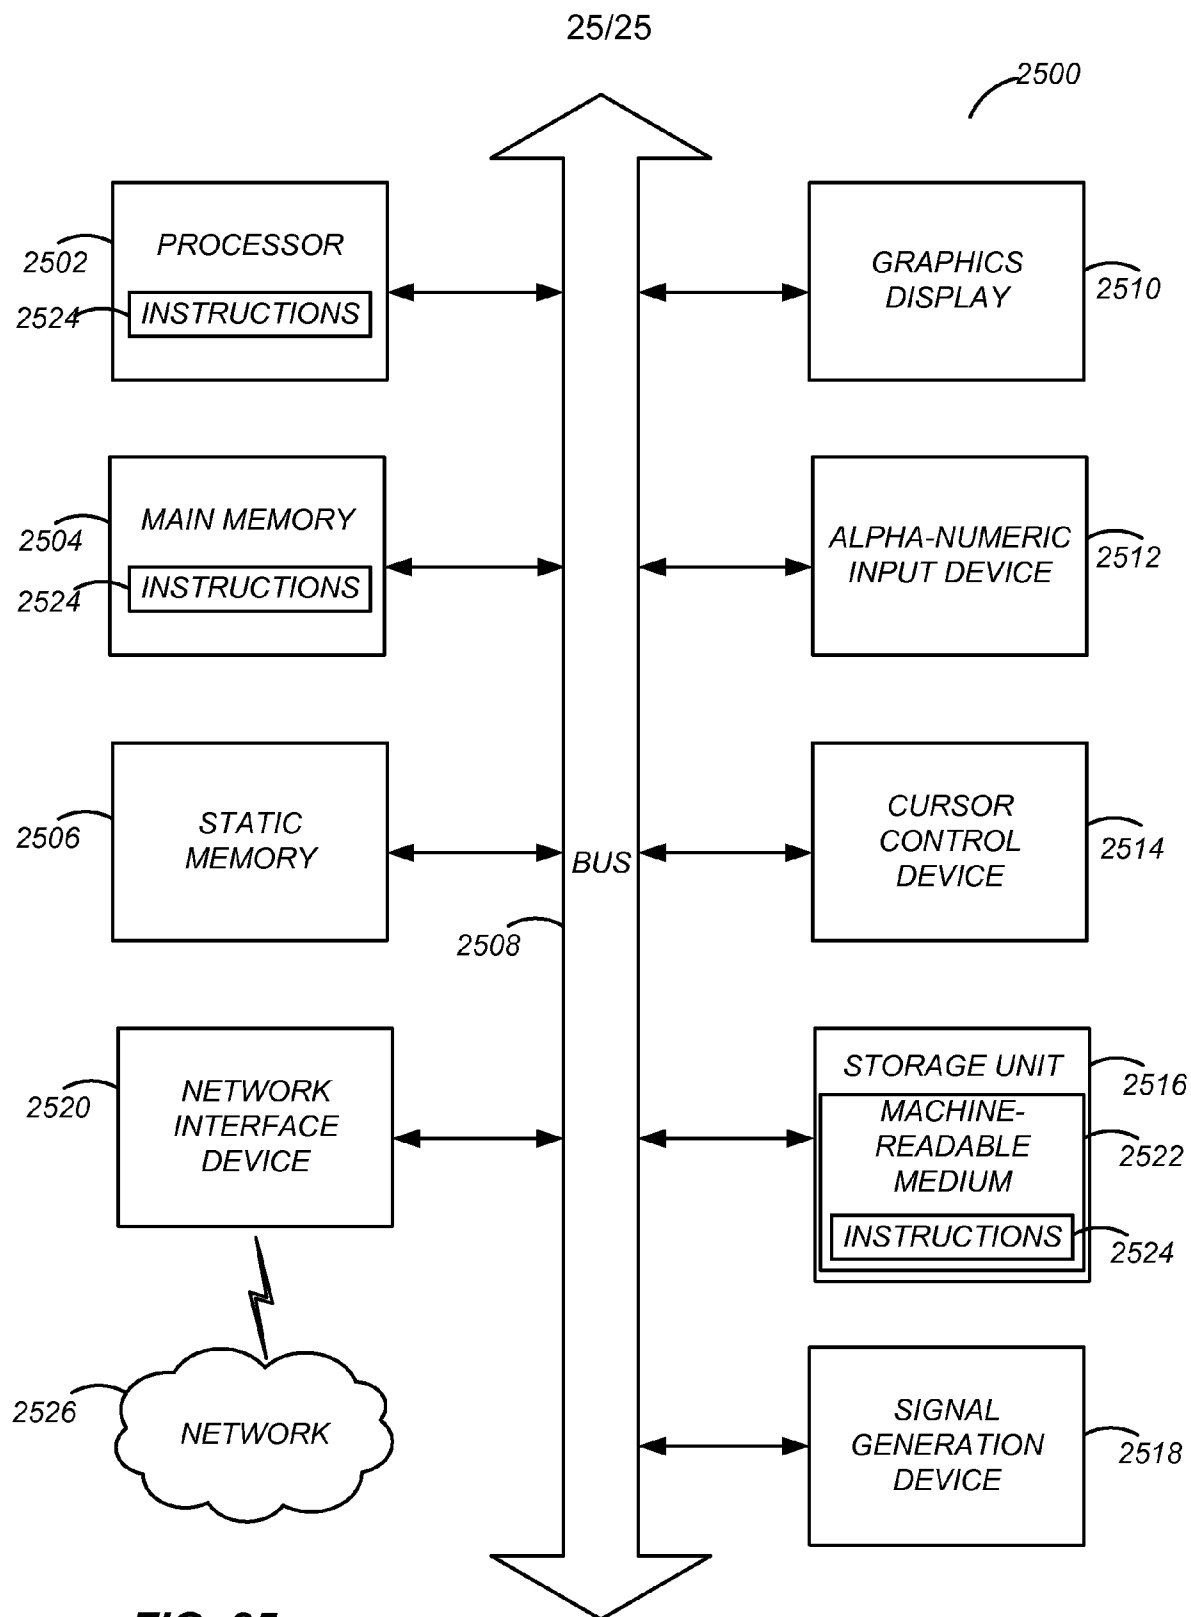 25/25
2500
PROCESSOR
2502
2524
INSTRUCTIONS
GRAPHICS
DISPLAY
2510
MAIN MEMORY
2504
2524
INSTRUCTIONS
ALPHA-NUMERIC
INPUT DEVICE
2512
STATIC
MEMORY
2506
BUS
2508
CURSOR
CONTROL
DEVICE
2514
NETWORK
INTERFACE
DEVICE
2520
STORAGE UNIT
2516
MACHINE-
READABLE
MEDIUM
2522
INSTRUCTIONS
2524
2526
NETWORK
SIGNAL
GENERATION
DEVICE
2518
FIG. 25